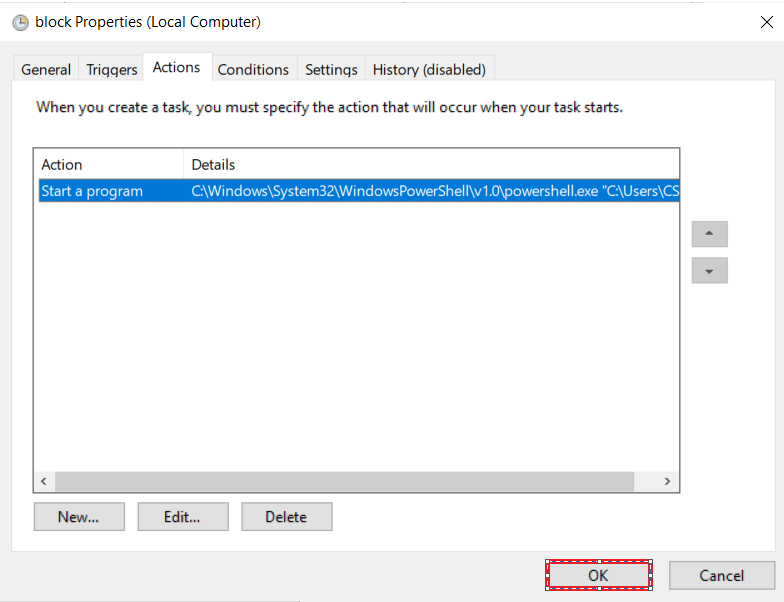 block Properties (Local Computer)
General Triggers Actions Conditions Settings History (disabled)
When you create a task, you must specify the action that will occur when your task starts.
Action Details
Start a program C:\Windows\System32\WindowsPowerShell\v1.0\powershell.exe "C:\Users\CS
New... Edit... Delete
OK Cancel